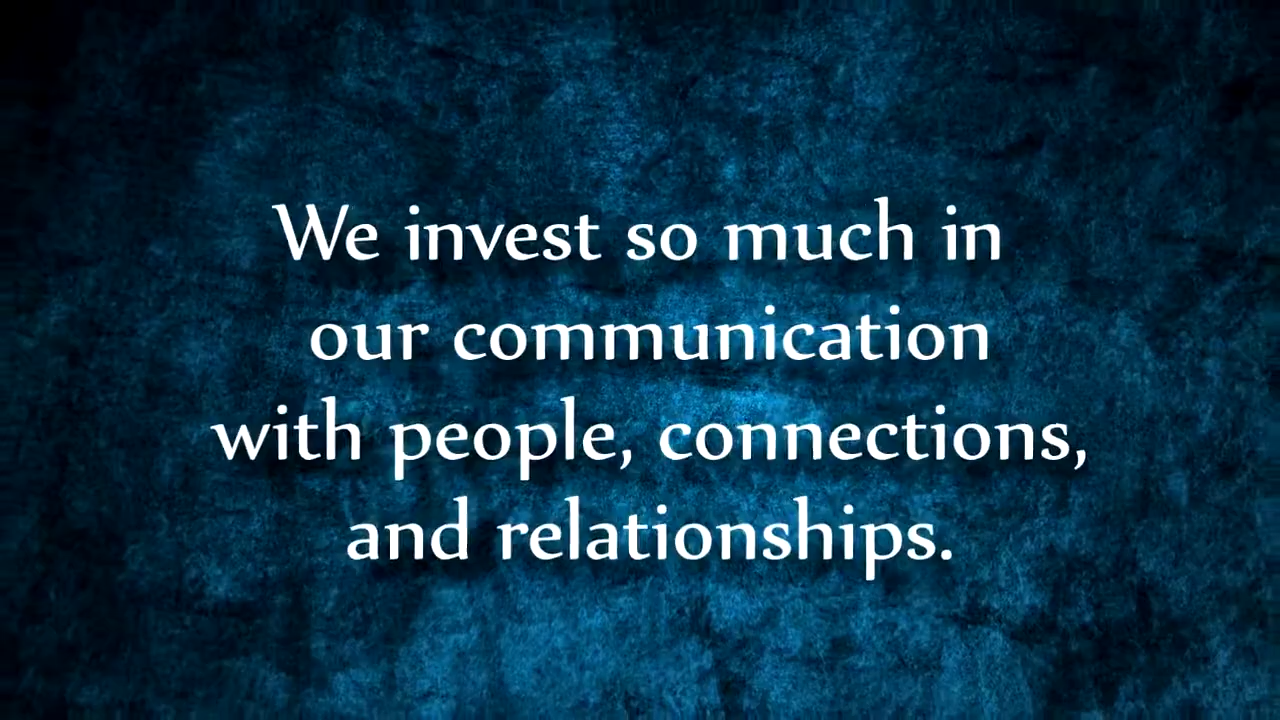 We invest so much in
our communication
with people, connections,
and relationships.